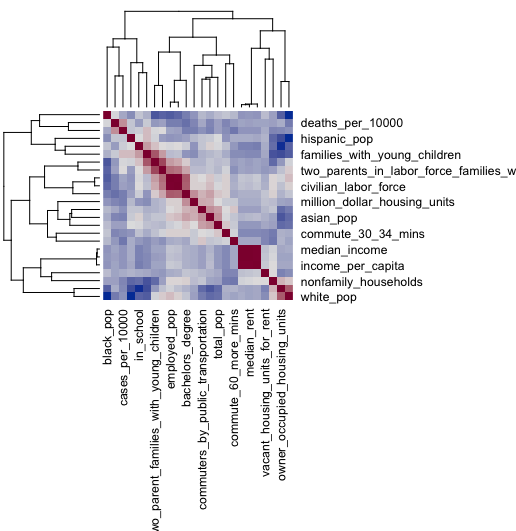 deaths_per_10000
hispanic_pop
families_with_young_children
two_parents_in_labor_force_families_w
civilian_labor_force
million_dollar_housing_units
asian_pop
commute_30_34_mins
median_income
income_per_capita
nonfamily_households
white_pop
black_pop
cases_per_10000
in_school
wo_parent_families_with_young_children
employed_pop
bachelors_degree
commuters_by_public_transportation
total_pop
commute_60_more_mins
median_rent
vacant_housing_units_for_rent
owner_occupied_housing_units